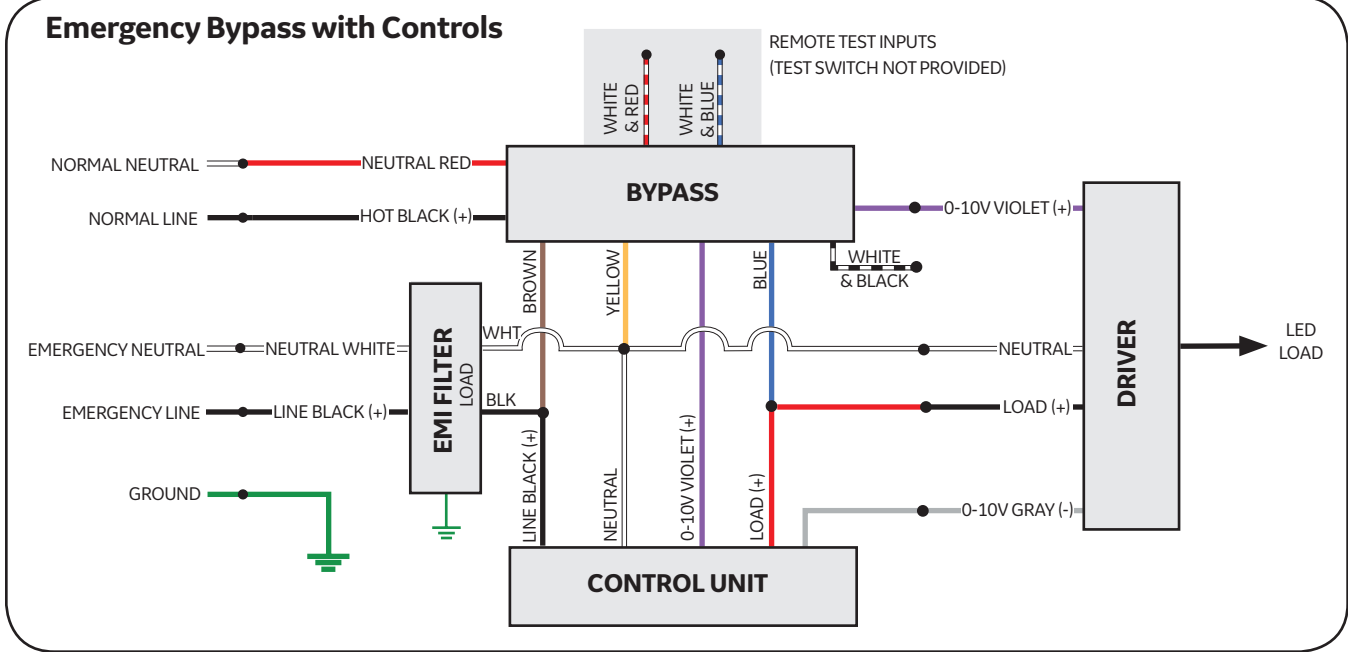 Emergency Bypass with Controls
REMOTE TEST INPUTS
(TEST SWITCH NOT PROVIDED)
WHITE
& RED
WHITE
& BLUE
NORMAL NEUTRAL
NEUTRAL RED
BYPASS
NORMAL LINE
HOT BLACK (+)
0-10V VIOLET (+)
BROWN
YELLOW
BLUE
WHITE
& BLACK
EMERGENCY NEUTRAL
NEUTRAL WHITE
EMI FILTER
LOAD
WHT
NEUTRAL
DRIVER
LED
LOAD
EMERGENCY LINE
LINE BLACK (+)
BLK
LOAD (+)
GROUND
LINE BLACK (+)
NEUTRAL
0-10V VIOLET (+)
LOAD (+)
0-10V GRAY (-)
CONTROL UNIT